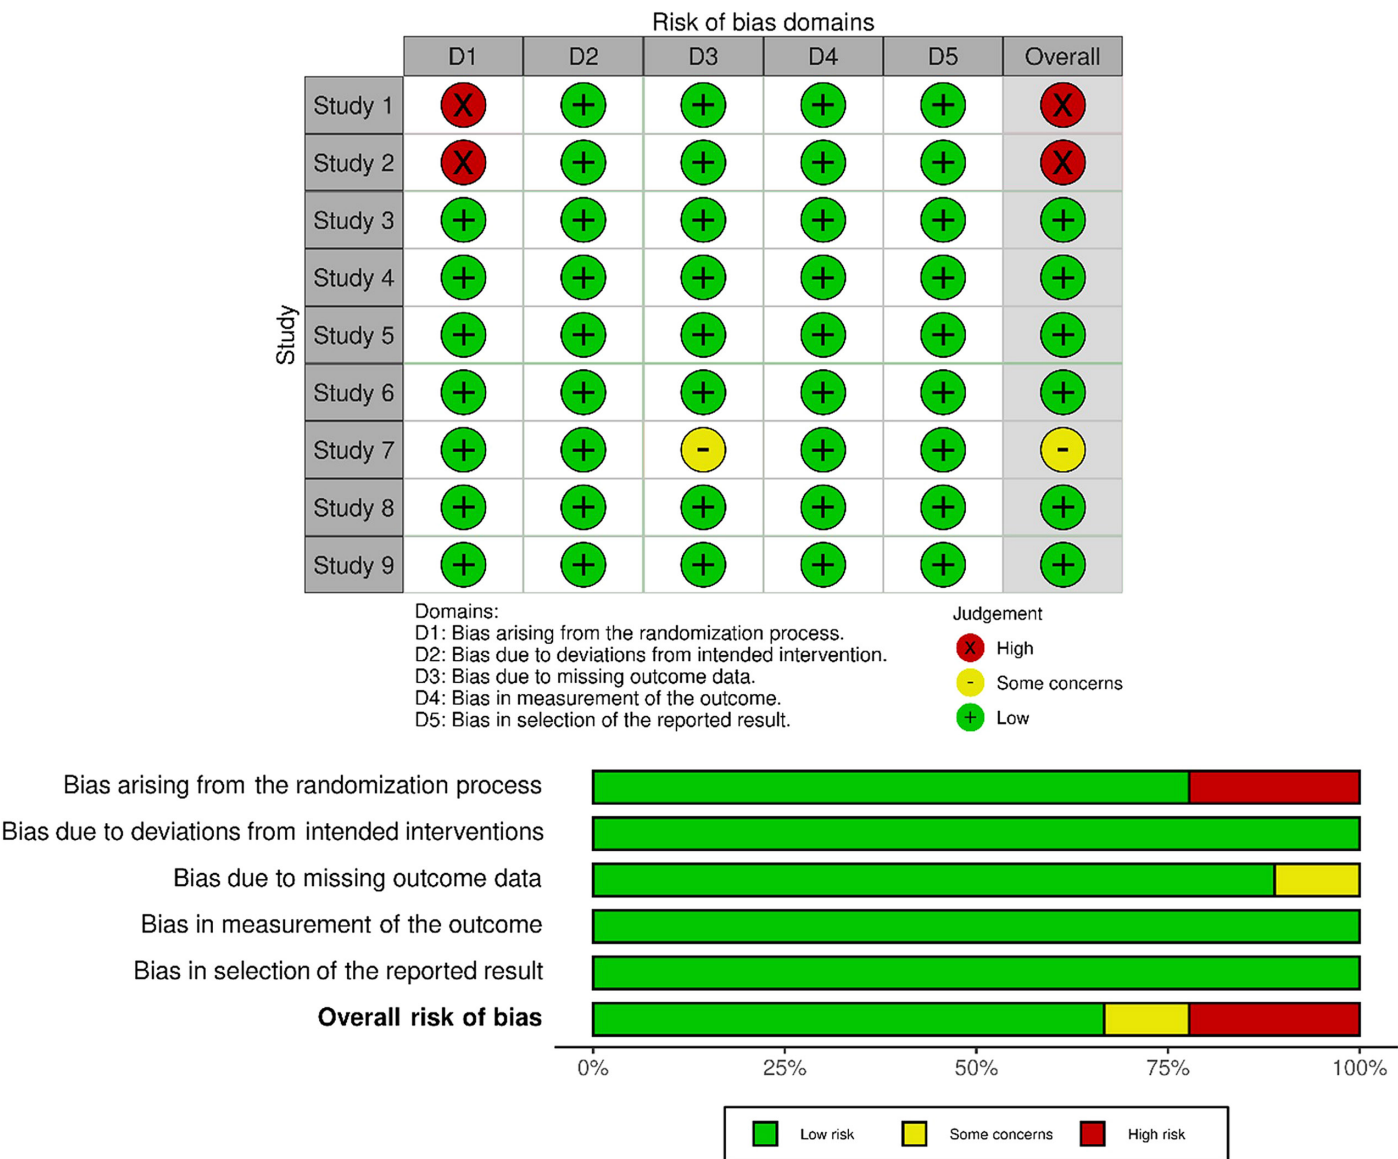 Risk of bias domains
D1 D2 D3 D4 D5 Overall
Study 1 X + + + + X
Study 2 X + + + + X
Study 3 + + + + + +
Study 4 + + + + + +
Study 5 + + + + + +
Study 6 + + + + + +
Study 7 + + - + + -
Study 8 + + + + + +
Study 9 + + + + + +
Study
Domains:
D1: Bias arising from the randomization process.
D2: Bias due to deviations from intended intervention.
D3: Bias due to missing outcome data.
D4: Bias in measurement of the outcome.
D5: Bias in selection of the reported result.
Judgement
X High
- Some concerns
+ Low
Bias arising from the randomization process
Bias due to deviations from intended interventions
Bias due to missing outcome data
Bias in measurement of the outcome
Bias in selection of the reported result
Overall risk of bias
0% 25% 50% 75% 100%
Low risk Some concerns High risk